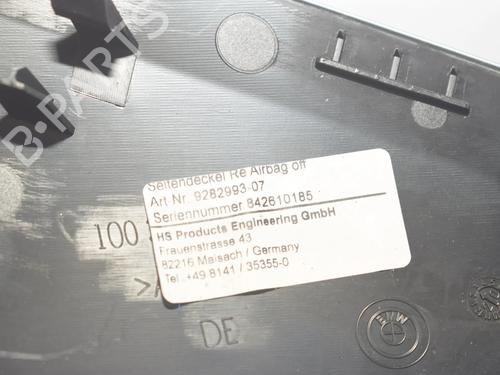 B-PARTS
Seitendeckel Re Airbag off
Art Nr. 9282993-07
Seriennummer 842610185
HS Products Engineering GmbH
Frauenstrasse 43
82216 Maisach / Germany
Tel. +49 8141 / 35355-0
100
DE
BMW